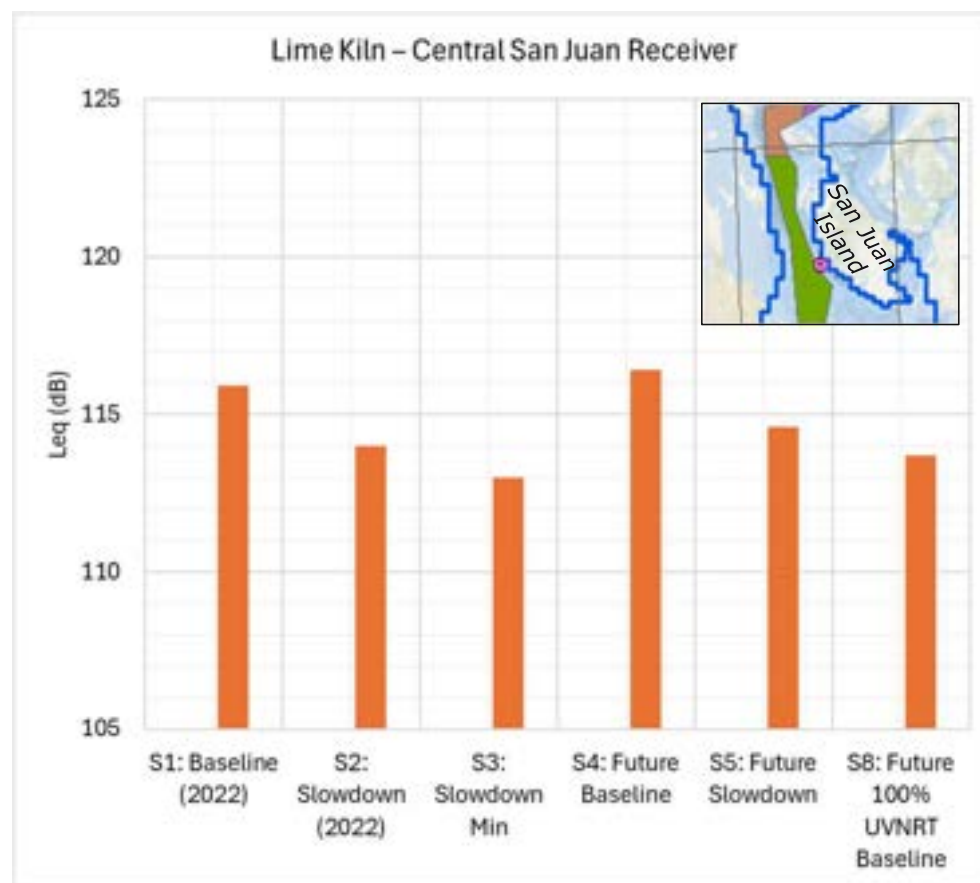 Lime Kiln – Central San Juan Receiver
125
120
115
110
105
Leq (dB)
San Juan
Island
S1: Baseline
(2022)
S2:
Slowdown
(2022)
S3:
Slowdown
Min
S4: Future
Baseline
S5: Future
Slowdown
S8: Future
100%
UVNRT
Baseline